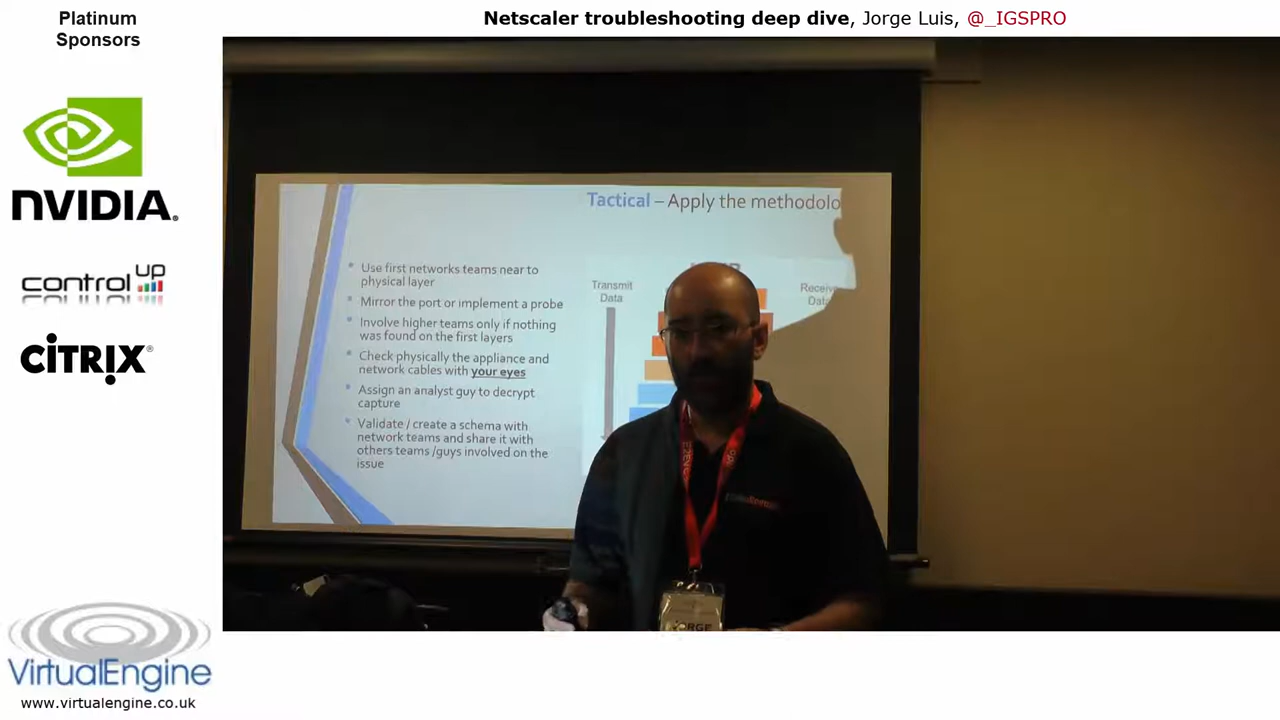 Platinum
Sponsors
Netscaler troubleshooting deep dive, Jorge Luis, @_IGSPRO
NVIDIA.
control UP
CİTRIX®
VirtualEngine
www.virtualengine.co.uk
Tactical – Apply the methodolo
Use first networks teams near to
physical layer
Mirror the port or implement a probe
Involve higher teams only if nothing
was found on the first layers
Check physically the appliance and
network cables with your eyes
Assign an analyst guy to decrypt
capture
Validate / create a schema with
network teams and share it with
others teams /guys involved on the
issue
Transmit
Data
Receive
Data